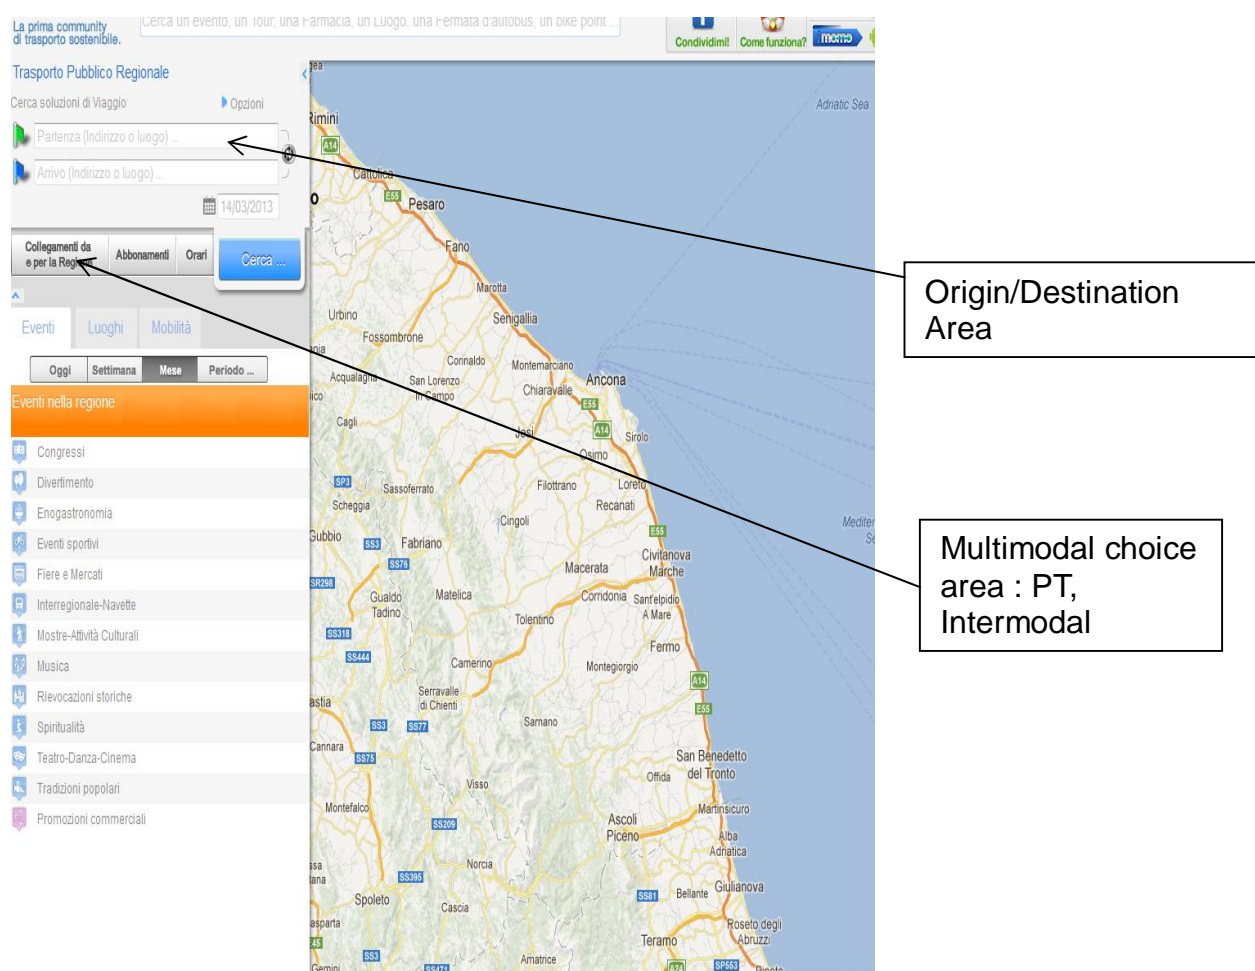 La prima community
di trasporto sostenibile.
Cerca un evento, un Tour, una Farmacia, un Luogo, una Fermata d'autobus, un bike point ...
Condividimi!
Come funziona?
Trasporto Pubblico Regionale
Cerca soluzioni di Viaggio
Opzioni
Partenza (Indirizzo o luogo) ...
Arrivo (Indirizzo o luogo) ...
14/03/2013
Collegamenti da
e per la Regione
Abbonamenti
Orari
Cerca ...
Eventi
Luoghi
Mobilità
Oggi
Settimana
Mese
Periodo ...
Eventi nella regione
Congressi
Divertimento
Enogastronomia
Eventi sportivi
Fiere e Mercati
Interregionale-Navette
Mostre-Attività Culturali
Musica
Rievocazioni storiche
Spiritualità
Teatro-Danza-Cinema
Tradizioni popolari
Promozioni commerciali
Adriatic Sea
Rimini
A14
Cattolica
E55
Pesaro
Fano
Marotta
Urbino
Senigallia
Fossombrone
Corinaldo
Montemarciano
Acqualagna
San Lorenzo
in Campo
Chiaravalle
Ancona
E55
Cagli
Jesi
A14
Sirolo
Osimo
SP3
Sassoferrato
Filottrano
Loreto
Scheggia
Recanati
Cingoli
Gubbio
SS3
Fabriano
E55
SS76
Civitanova
Marche
Macerata
SR298
Gualdo
Tadino
Matelica
Corridonia
Sant'elpidio
A Mare
Tolentino
SS318
Fermo
SS444
Camerino
Montegiorgio
A14
Serravalle
di Chienti
E55
SS3
SS77
Sarnano
Cannara
SS75
San Benedetto
del Tronto
Offida
Visso
Montefalco
Martinsicuro
SS209
Ascoli
Piceno
Alba
Adriatica
Norcia
SS395
SS81
Bellante
Giulianova
Spoleto
Cascia
Roseto degli
Abruzzi
Teramo
SS3
SS471
Amatrice
A24
SP553
Origin/Destination
Area
Multimodal choice
area : PT,
Intermodal